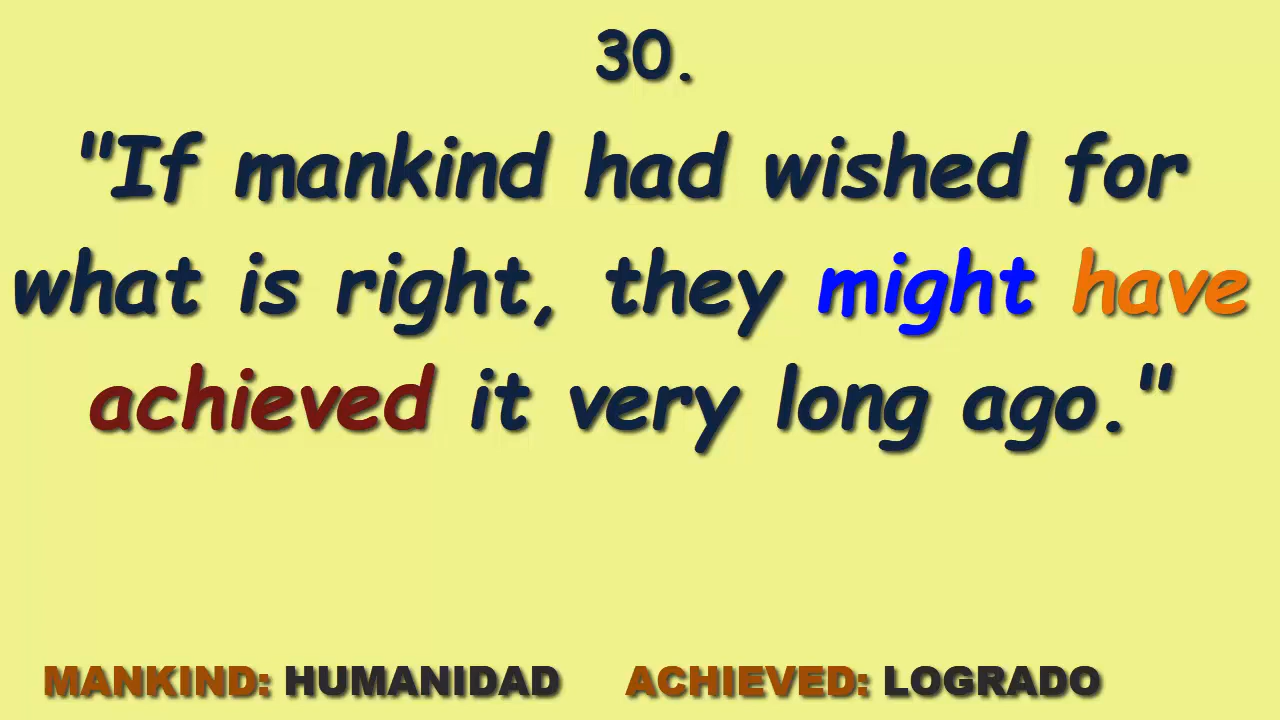 30.
"If mankind had wished for
what is right, they might have
achieved it very long ago."
MANKIND: HUMANIDAD ACHIEVED: LOGRADO